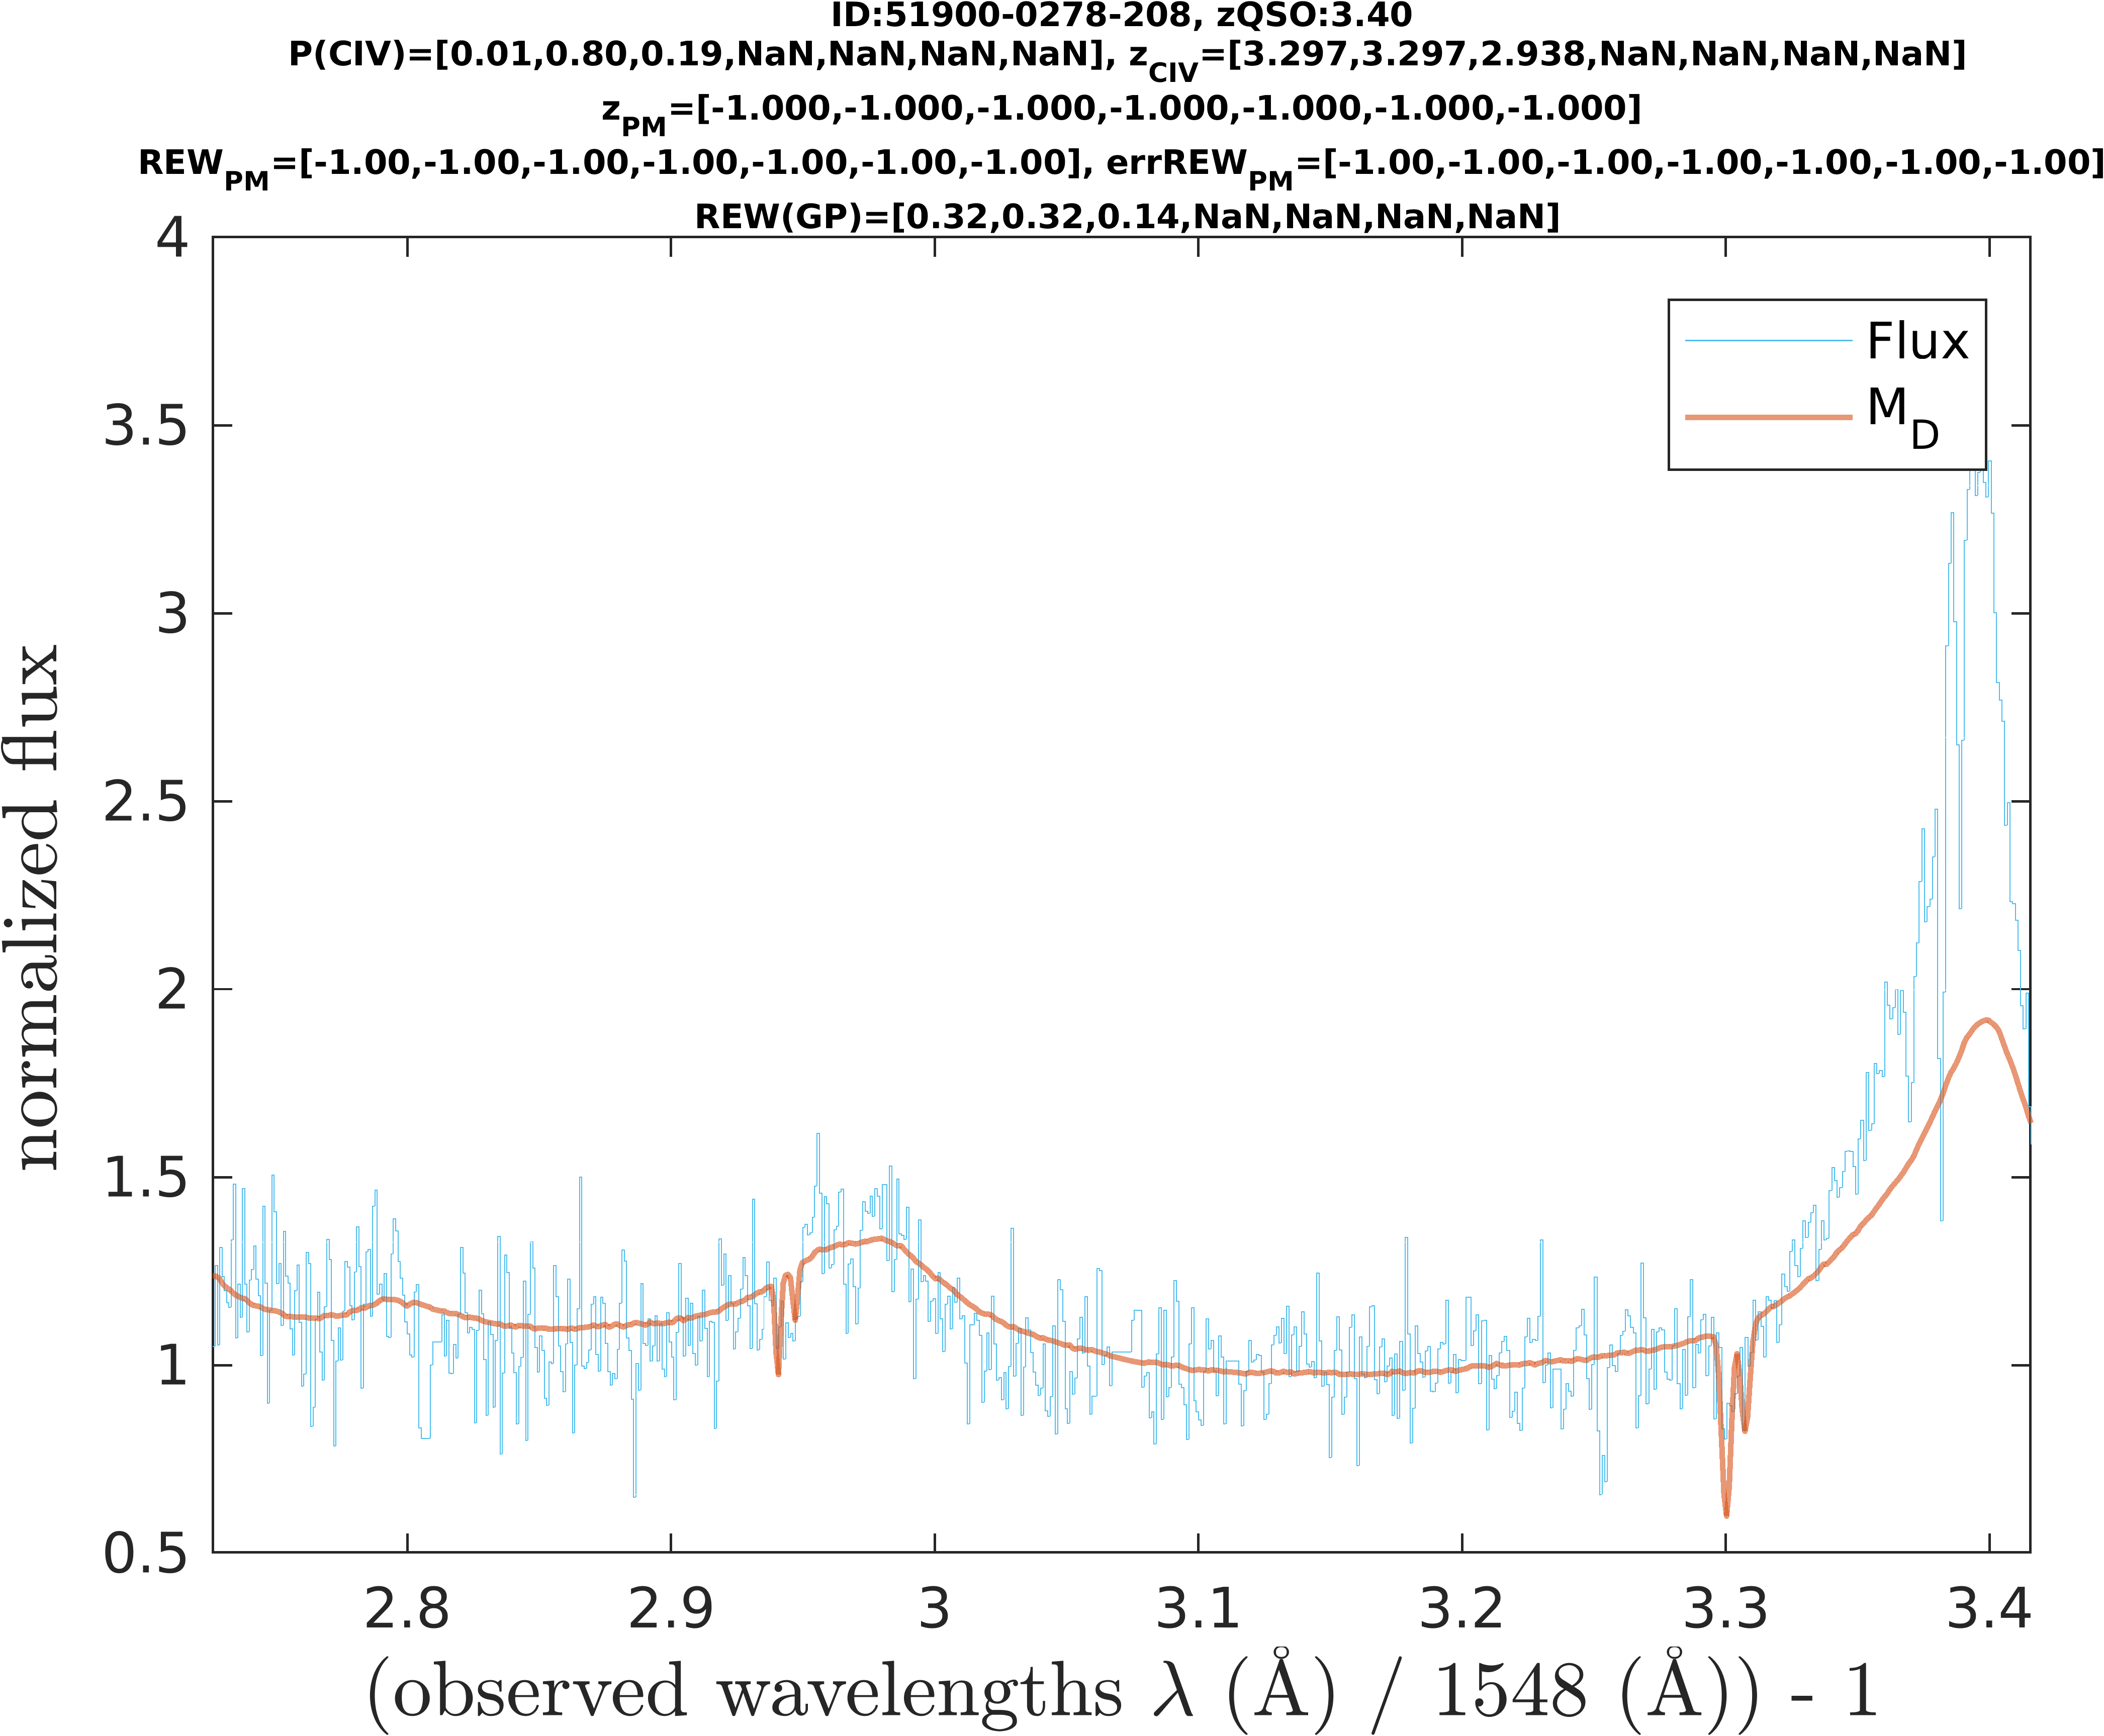 ID:51900-0278-208, zQSO:3.40
P(CIV)=[0.01,0.80,0.19,NaN,NaN,NaN,NaN], zCIV=[3.297,3.297,2.938,NaN,NaN,NaN,NaN]
zPM=[-1.000,-1.000,-1.000,-1.000,-1.000,-1.000,-1.000]
REWPM=[-1.00,-1.00,-1.00,-1.00,-1.00,-1.00,-1.00], errREWPM=[-1.00,-1.00,-1.00,-1.00,-1.00,-1.00,-1.00]
REW(GP)=[0.32,0.32,0.14,NaN,NaN,NaN,NaN]
4
3.5
3
2.5
2
1.5
1
0.5
normalized flux
Flux
MD
2.8 2.9 3 3.1 3.2 3.3 3.4
(observed wavelengths λ (Å) / 1548 (Å)) - 1